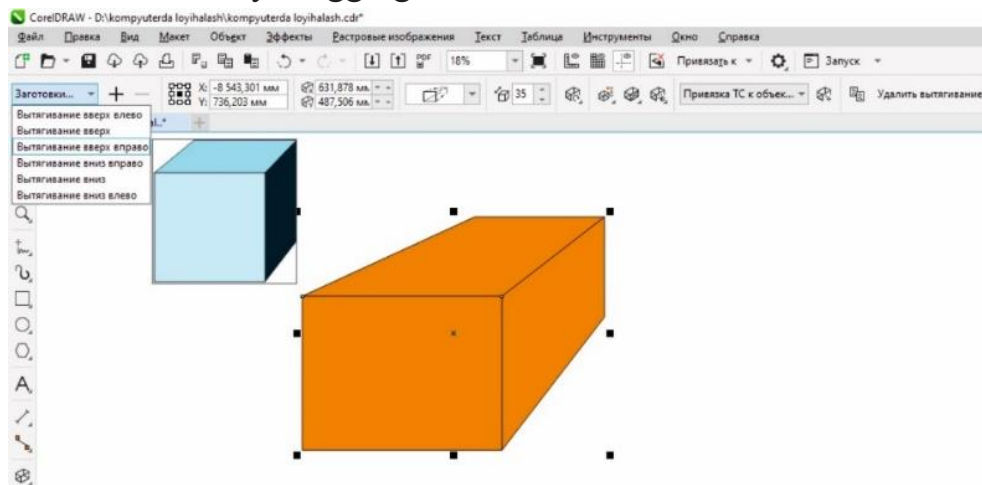 CorelDRAW - D:\kompyuterda loyihalash\kompyuterda loyihalash.cdr*
Файл Правка Вид Макет Объект Эффекты Растровые изображения Текст Таблица Инструменты Окно Справка
PDF 18% Привязать к Запуск
Заготовки... X: -8 543,301 мм 631,878 мм 35 Привязка ТС к объек... Удалить вытягивание
Y: 736,203 мм 487,506 мм
Вытягивание вверх влево
Вытягивание вверх
Вытягивание вверх вправо
Вытягивание вниз вправо
Вытягивание вниз
Вытягивание вниз влево